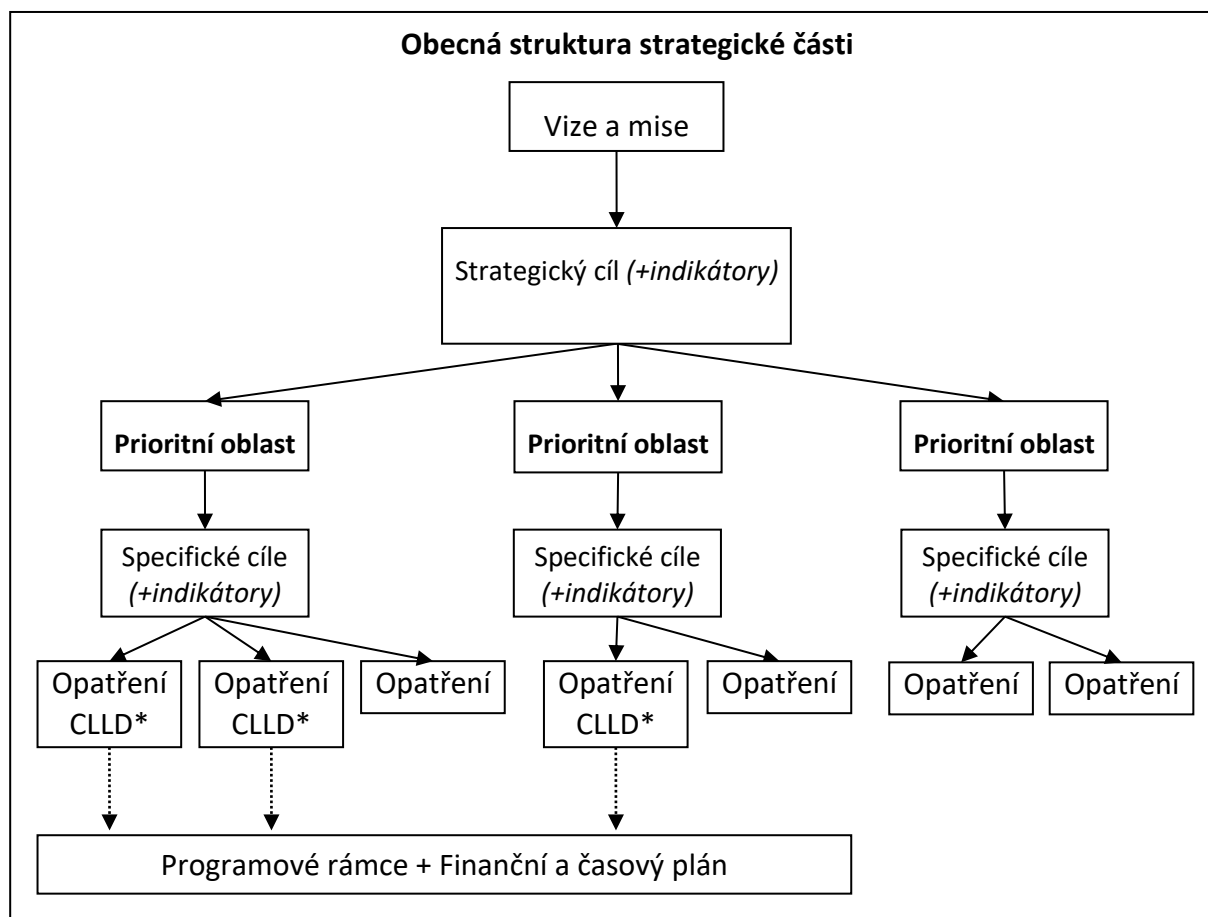 Obecná struktura strategické části
Vize a mise
Strategický cíl (+indikátory)
Prioritní oblast
Prioritní oblast
Prioritní oblast
Specifické cíle
(+indikátory)
Specifické cíle
(+indikátory)
Specifické cíle
(+indikátory)
Opatření
CLLD*
Opatření
CLLD*
Opatření
Opatření
CLLD*
Opatření
Opatření
Opatření
Programové rámce + Finanční a časový plán